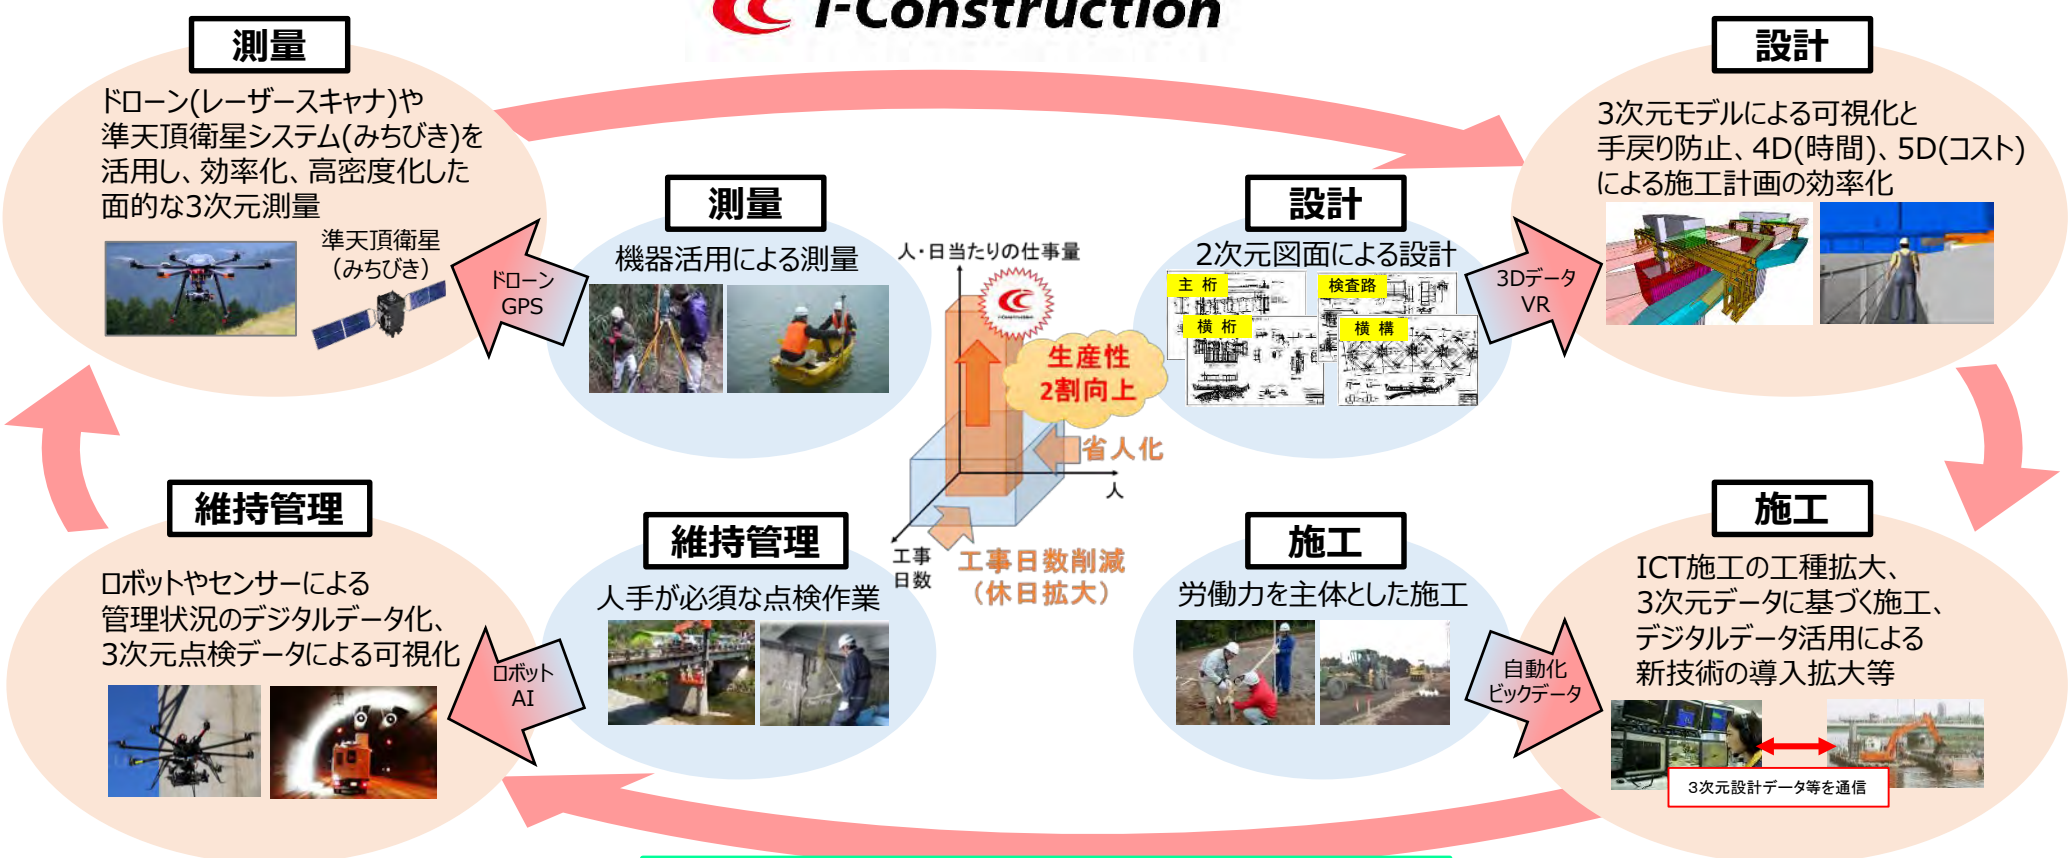 i-Construction
測量
ドローン(レーザースキャナ)や
準天頂衛星システム(みちびき)を
活用し、効率化、高密度化した
面的な3次元測量
準天頂衛星
(みちびき)
ドローン
GPS
測量
機器活用による測量
人・日当たりの仕事量
生産性
2割向上
省人化
人
工事
日数
工事日数削減
(休日拡大)
設計
2次元図面による設計
主桁
検査路
横桁
横構
3Dデータ
VR
設計
3次元モデルによる可視化と
手戻り防止、4D(時間)、5D(コスト)
による施工計画の効率化
維持管理
ロボットやセンサーによる
管理状況のデジタルデータ化、
3次元点検データによる可視化
ロボット
AI
維持管理
人手が必須な点検作業
施工
労働力を主体とした施工
自動化
ビックデータ
施工
ICT施工の工種拡大、
3次元データに基づく施工、
デジタルデータ活用による
新技術の導入拡大等
3次元設計データ等を通信